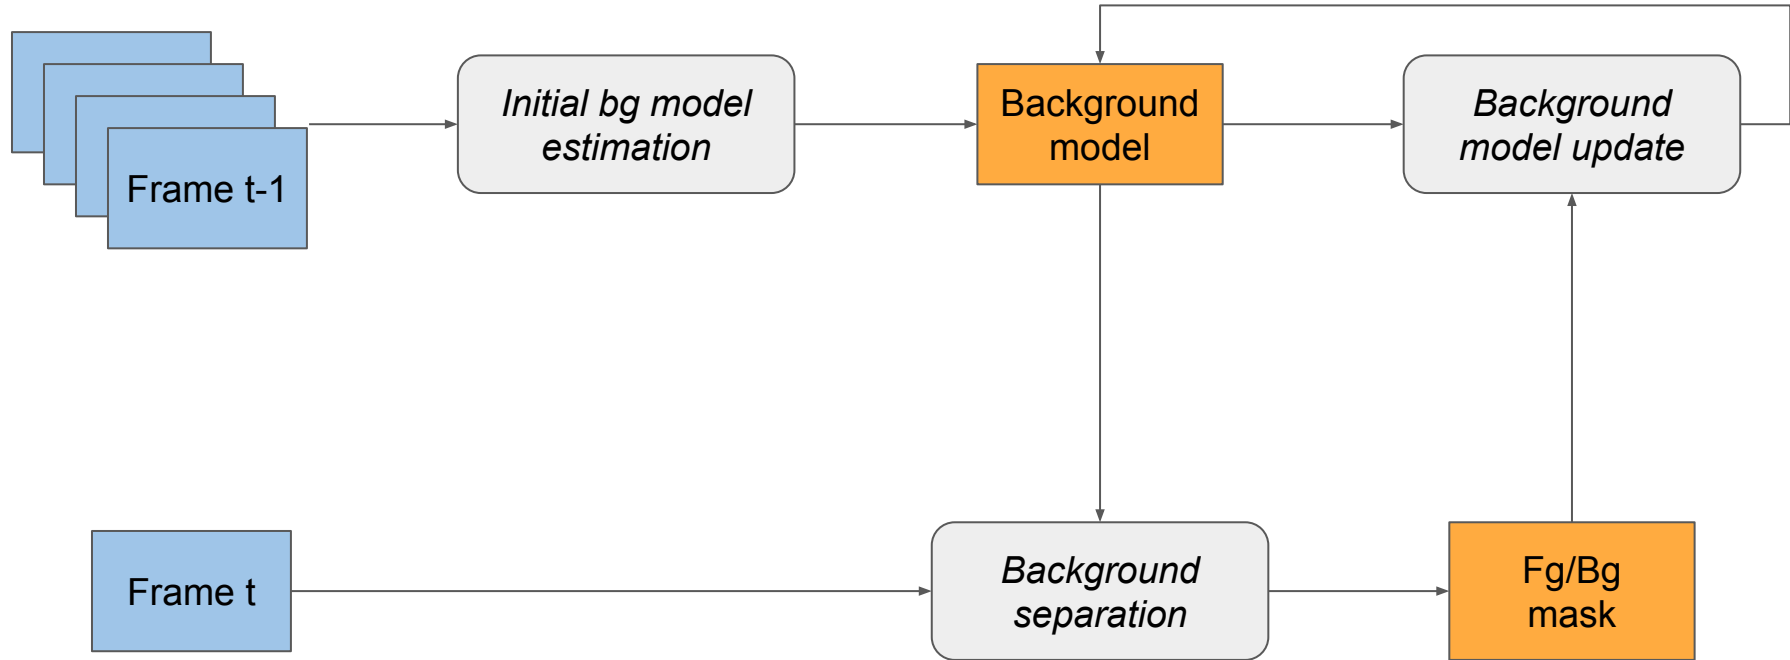 Initial bg model
estimation
Background
model
Background
model update
Frame t-1
Frame t
Background
separation
Fg/Bg
mask